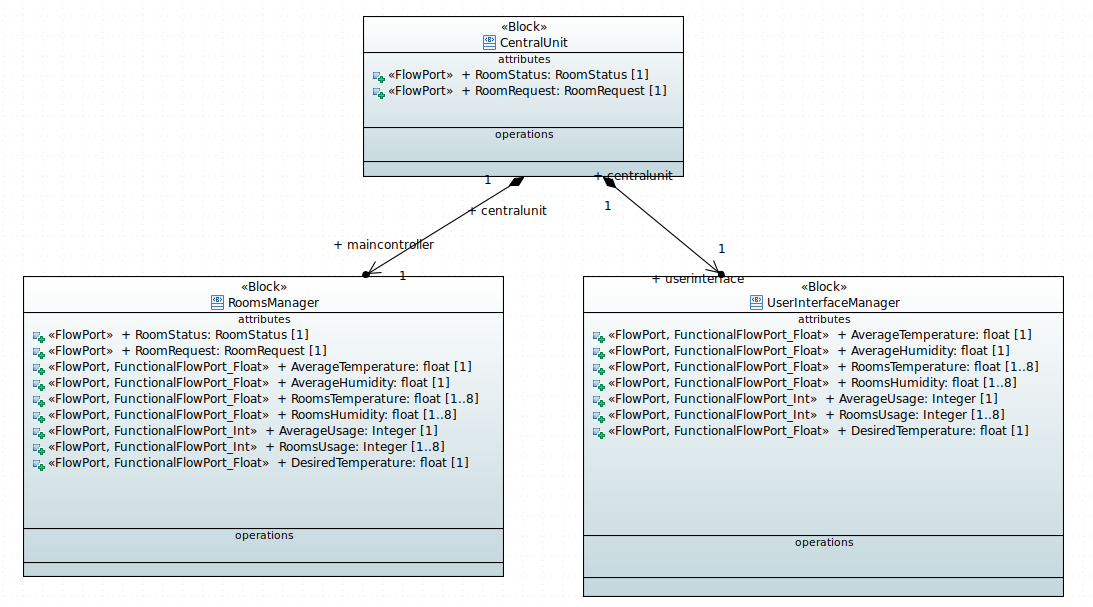 «Block»
CentralUnit
attributes
«FlowPort» + RoomStatus: RoomStatus [1]
«FlowPort» + RoomRequest: RoomRequest [1]
operations
1
+ centralunit
+ centralunit
1
+ maincontroller
1
1
+ userinterface
«Block»
RoomsManager
attributes
«FlowPort» + RoomStatus: RoomStatus [1]
«FlowPort» + RoomRequest: RoomRequest [1]
«FlowPort, FunctionalFlowPort_Float» + AverageTemperature: float [1]
«FlowPort, FunctionalFlowPort_Float» + AverageHumidity: float [1]
«FlowPort, FunctionalFlowPort_Float» + RoomsTemperature: float [1..8]
«FlowPort, FunctionalFlowPort_Float» + RoomsHumidity: float [1..8]
«FlowPort, FunctionalFlowPort_Int» + AverageUsage: Integer [1]
«FlowPort, FunctionalFlowPort_Int» + RoomsUsage: Integer [1..8]
«FlowPort, FunctionalFlowPort_Float» + DesiredTemperature: float [1]
operations
«Block»
UserInterfaceManager
attributes
«FlowPort, FunctionalFlowPort_Float» + AverageTemperature: float [1]
«FlowPort, FunctionalFlowPort_Float» + AverageHumidity: float [1]
«FlowPort, FunctionalFlowPort_Float» + RoomsTemperature: float [1..8]
«FlowPort, FunctionalFlowPort_Float» + RoomsHumidity: float [1..8]
«FlowPort, FunctionalFlowPort_Int» + AverageUsage: Integer [1]
«FlowPort, FunctionalFlowPort_Int» + RoomsUsage: Integer [1..8]
«FlowPort, FunctionalFlowPort_Float» + DesiredTemperature: float [1]
operations